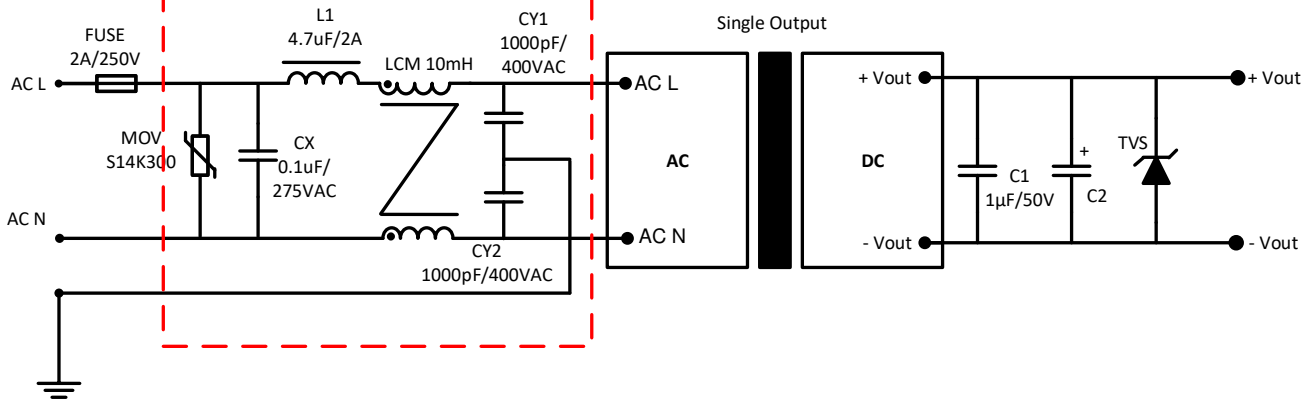 FUSE
2A/250V
L1
4.7uF/2A
LCM 10mH
CY1
1000pF/
400VAC
Single Output
AC L
AC L
+ Vout
+ Vout
MOV
S14K300
CX
0.1uF/
275VAC
AC
DC
C1
1µF/50V
+
C2
TVS
AC N
AC N
- Vout
- Vout
CY2
1000pF/400VAC